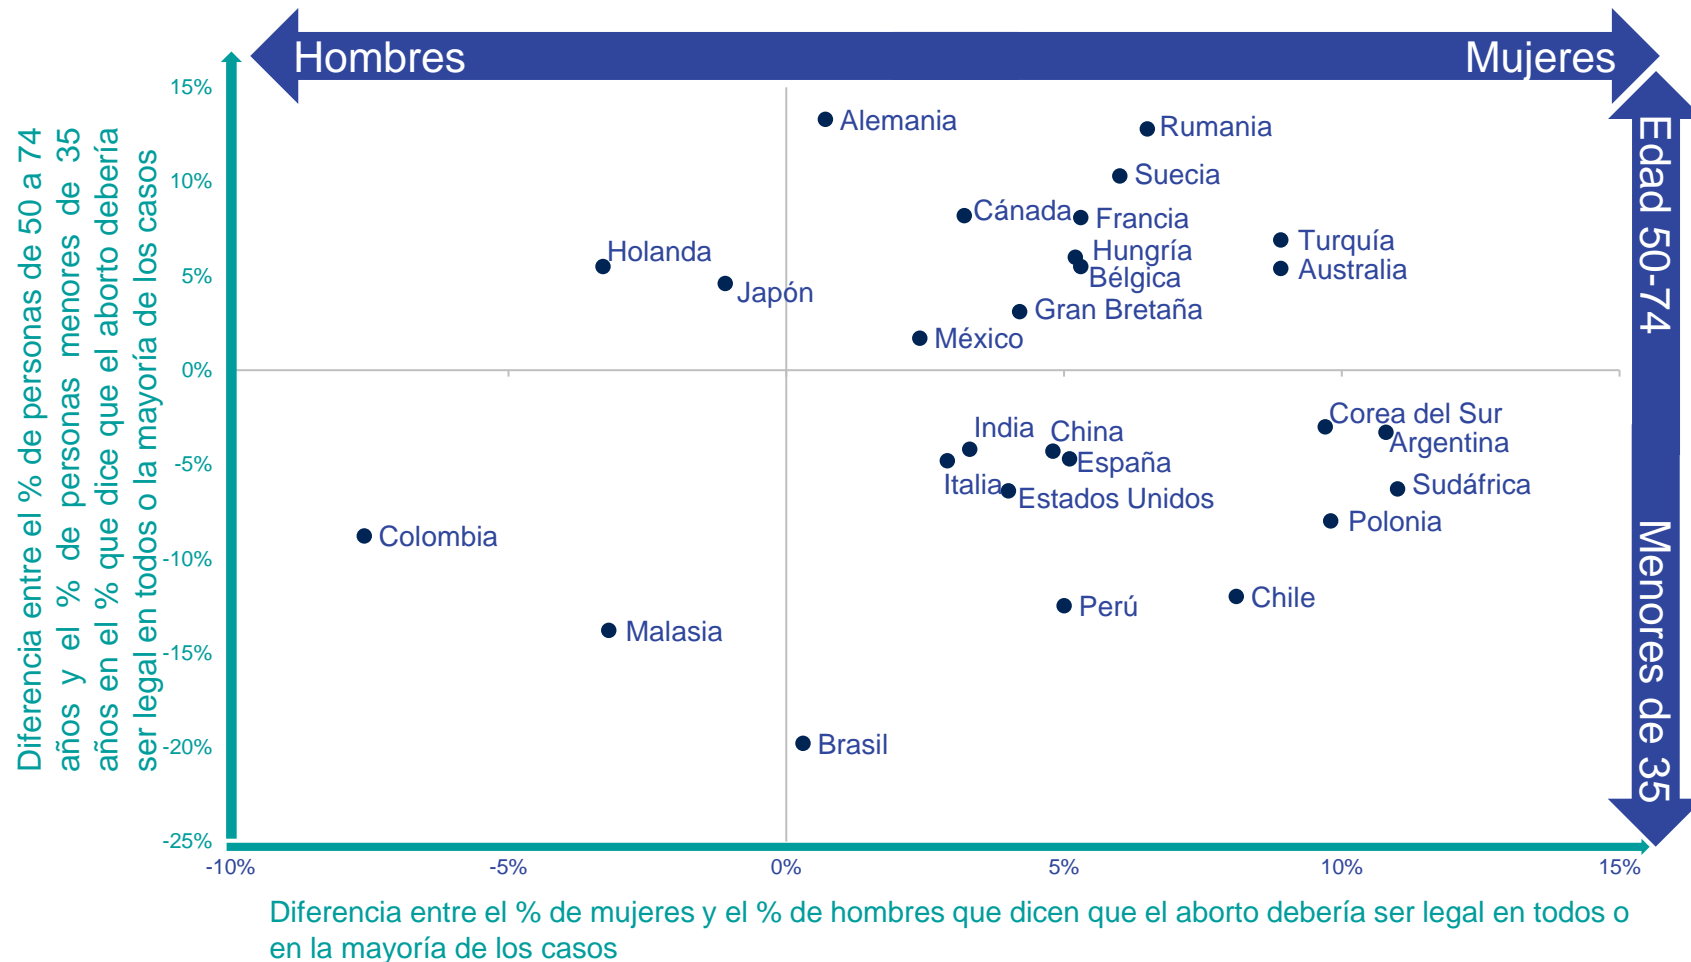 Hombres
Mujeres
Diferencia entre el % de personas de 50 a 74
años y el % de personas menores de 35
años en el % que dice que el aborto debería
ser legal en todos o la mayoría de los casos
15%
10%
5%
0%
-5%
-10%
-15%
-20%
-25%
Alemania
Rumania
Suecia
Cánada
Francia
Holanda
Hungría
Turquía
Australia
Bélgica
Japón
Gran Bretaña
México
Corea del Sur
India
China
Argentina
España
Italia
Estados Unidos
Sudáfrica
Polonia
Colombia
Chile
Perú
Malasia
Brasil
Edad 50-74
Menores de 35
-10%
-5%
0%
5%
10%
15%
Diferencia entre el % de mujeres y el % de hombres que dicen que el aborto debería ser legal en todos o
en la mayoría de los casos